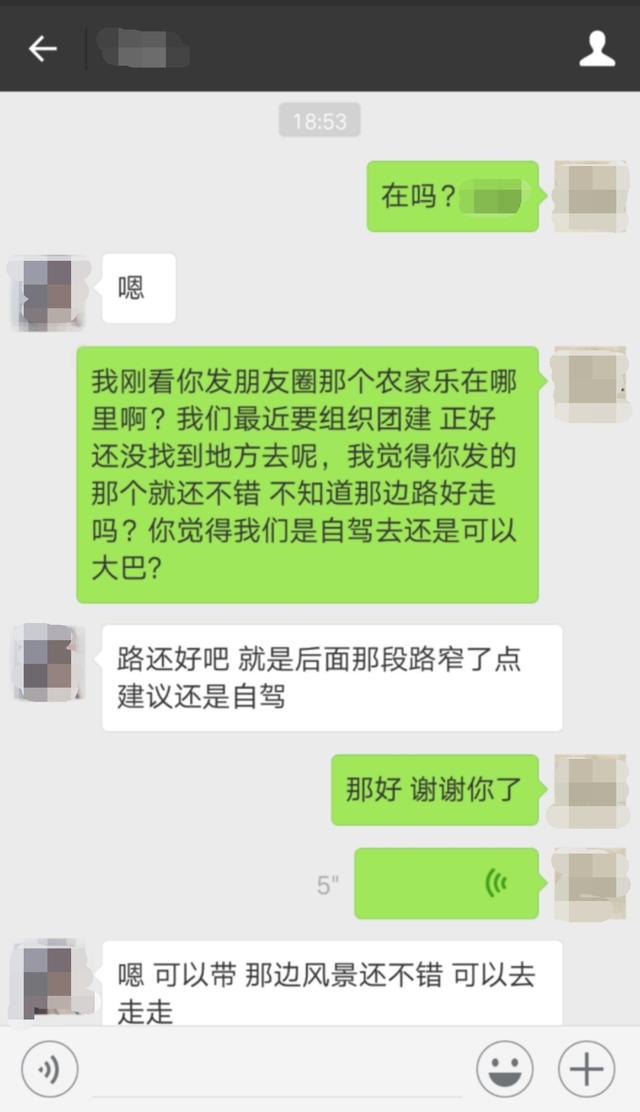 18:53
在吗?
嗯
我刚看你发朋友圈那个农家乐在哪
里啊? 我们最近要组织团建 正好
还没找到地方去呢，我觉得你发的
那个就还不错 不知道那边路好走
吗? 你觉得我们是自驾去还是可以
大巴?
路还好吧 就是后面那段路窄了点
建议还是自驾
那好 谢谢你了
5"
嗯 可以带 那边风景还不错 可以去
走走